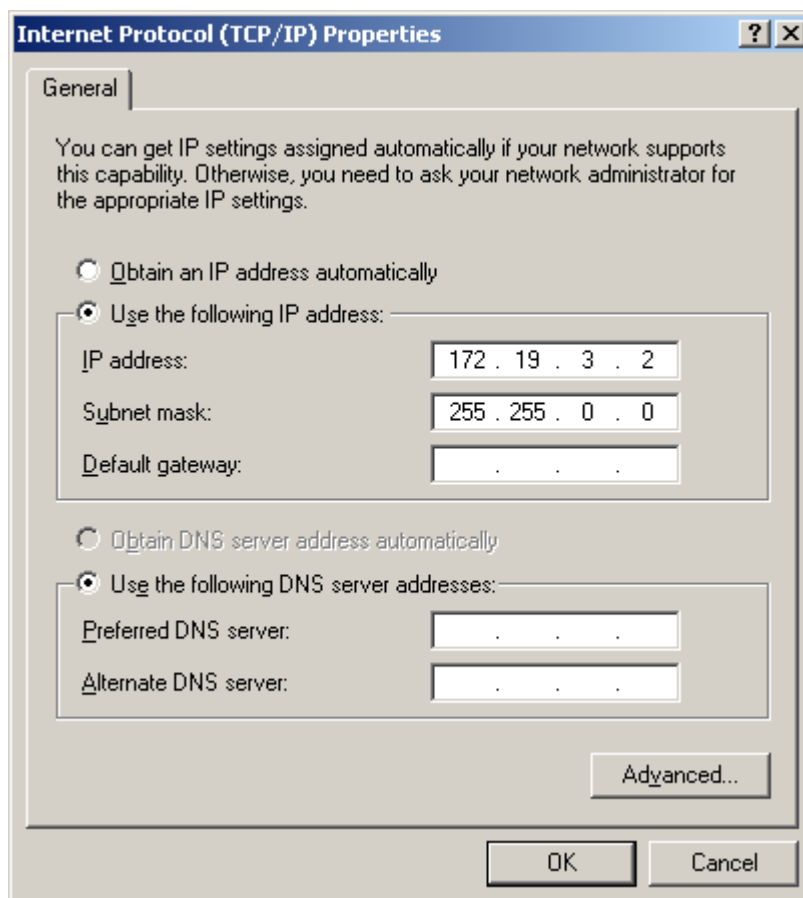 Internet Protocol (TCP/IP) Properties
General
You can get IP settings assigned automatically if your network supports
this capability. Otherwise, you need to ask your network administrator for
the appropriate IP settings.
Obtain an IP address automatically
Use the following IP address:
IP address: 172 . 19 . 3 . 2
Subnet mask: 255 . 255 . 0 . 0
Default gateway: . . .
Obtain DNS server address automatically
Use the following DNS server addresses:
Preferred DNS server: . . .
Alternate DNS server: . . .
Advanced...
OK Cancel